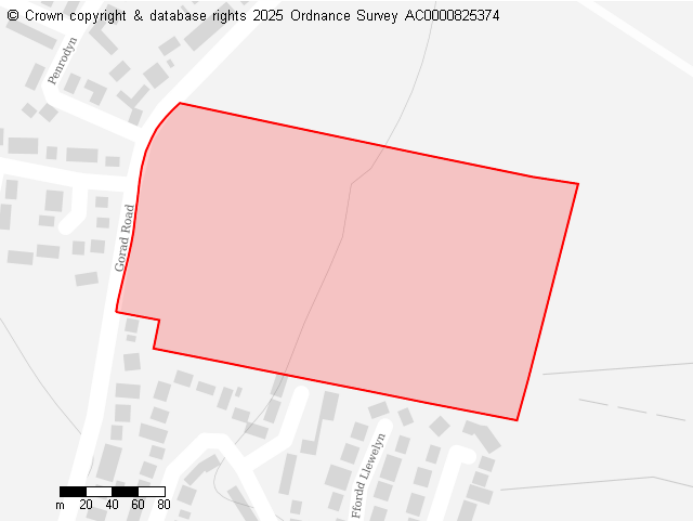 © Crown copyright & database rights 2025 Ordnance Survey AC0000825374
Penrodyn
Gorad Road
Ffordd Llewelyn
m 20 40 60 80